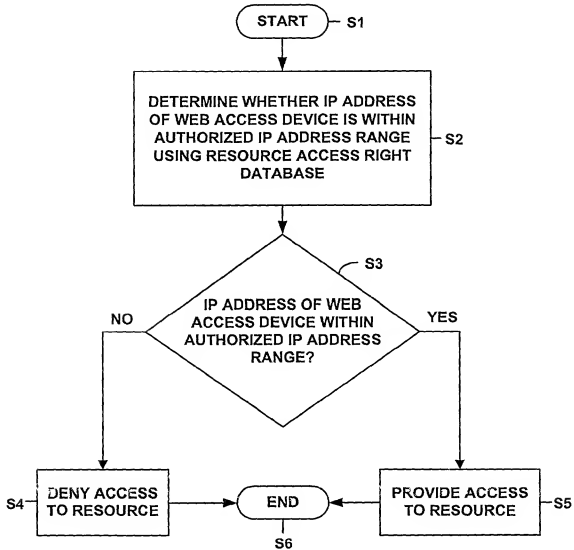 START
S1
DETERMINE WHETHER IP ADDRESS
OF WEB ACCESS DEVICE IS WITHIN
AUTHORIZED IP ADDRESS RANGE
USING RESOURCE ACCESS RIGHT
DATABASE
S2
S3
IP ADDRESS OF WEB
ACCESS DEVICE WITHIN
AUTHORIZED IP ADDRESS
RANGE?
NO
YES
S4
DENY ACCESS
TO RESOURCE
END
S6
PROVIDE ACCESS
TO RESOURCE
S5